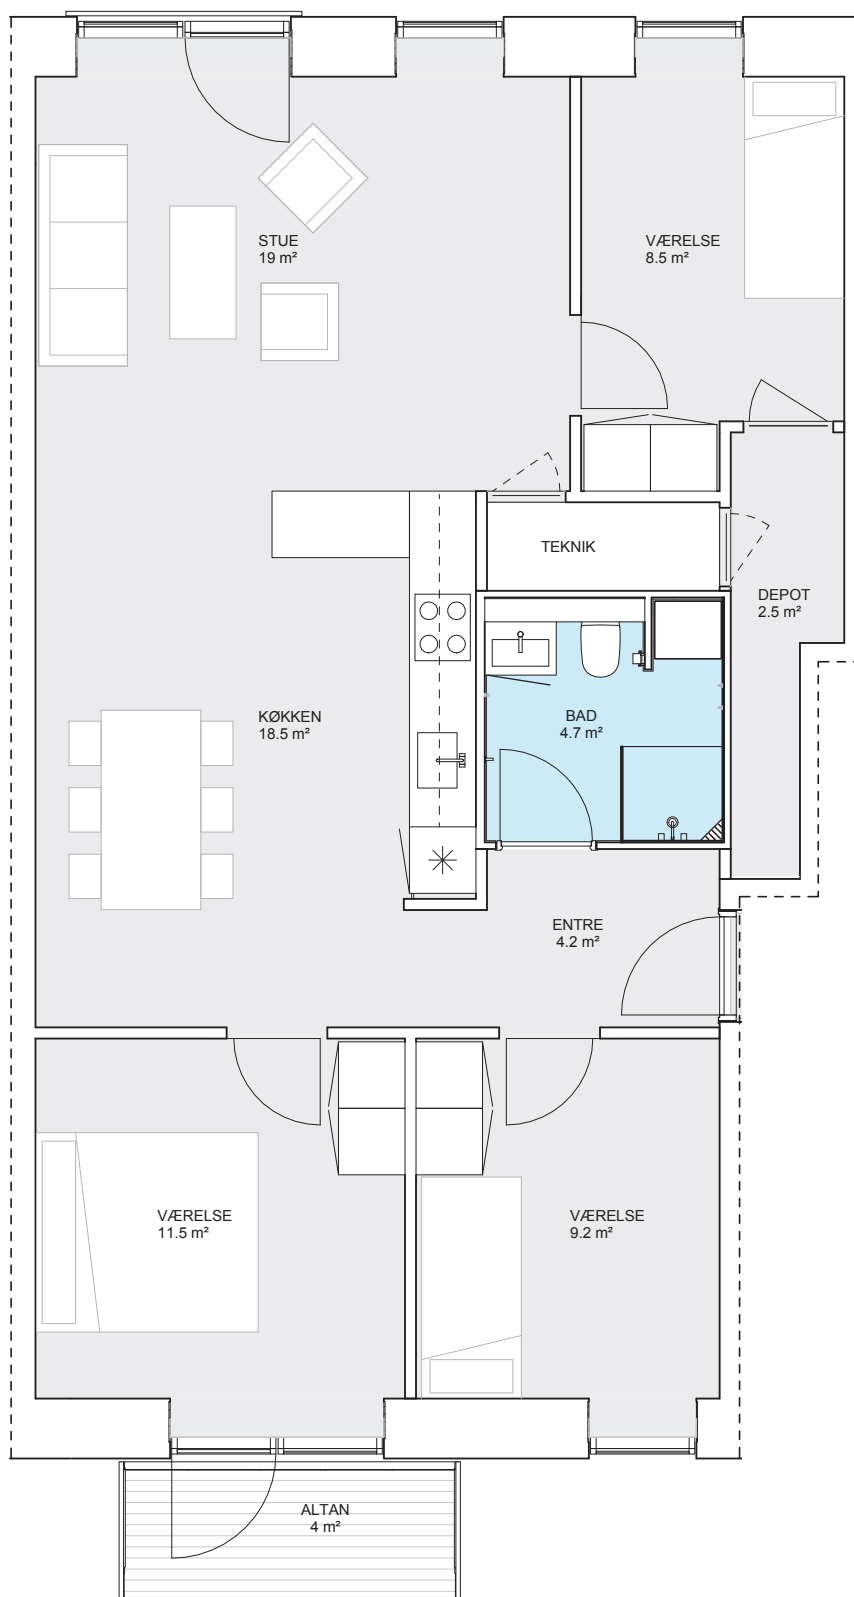 STUE
19 m²
VÆRELSE
8.5 m²
TEKNIK
DEPOT
2.5 m²
KØKKEN
18.5 m²
BAD
4.7 m²
ENTRE
4.2 m²
VÆRELSE
11.5 m²
VÆRELSE
9.2 m²
ALTAN
4 m²